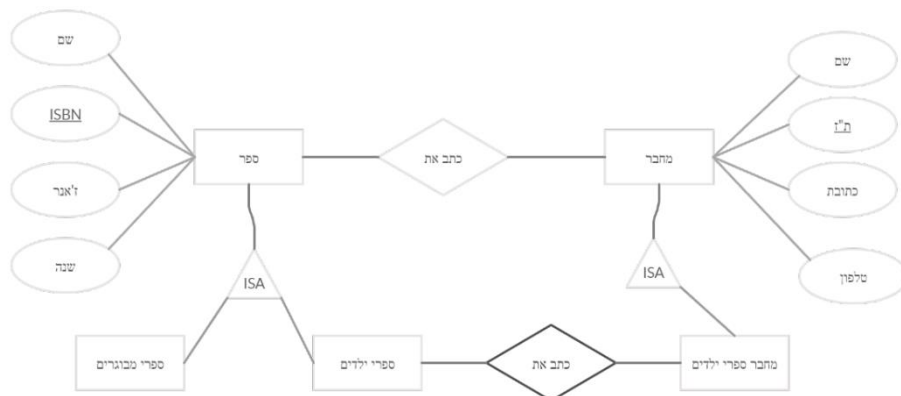 שם
שם
ISBN
ת"ז
ספר
כתב את
מחבר
ז'אנר
כתובת
שנה
ISA
ISA
טלפון
ספרי מבוגרים
ספרי ילדים
כתב את
מחבר ספרי ילדים